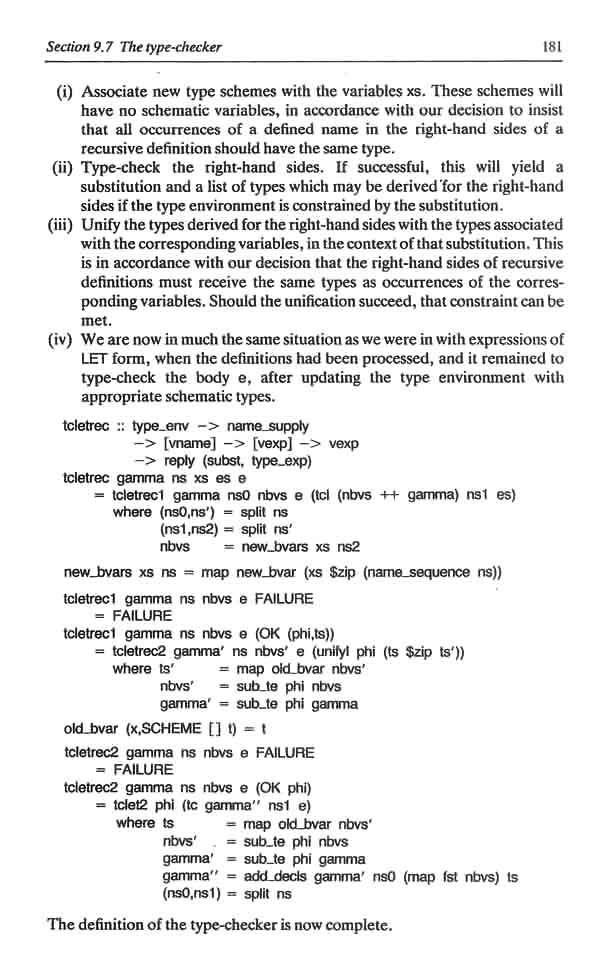 Section 9.7 The type-checker 181
(i) Associate new type schemes with the variables xs. These schemes will
have no schematic variables, in accordance with our decision to insist
that all occurrences of a defined name in the right-hand sides of a
recursive definition should have the same type.
(ii) Type-check the right-hand sides. If successful, this will yield a
substitution and a list of types which may be derived for the right-hand
sides if the type environment is constrained by the substitution.
(iii) Unify the types derived for the right-hand sides with the types associated
with the corresponding variables, in the context of that substitution. This
is in accordance with our decision that the right-hand sides of recursive
definitions must receive the same types as occurrences of the corres-
ponding variables. Should the unification succeed, that constraint can be
met.
(iv) We are now in much the same situation as we were in with expressions of
LET form, when the definitions had been processed, and it remained to
type-check the body e, after updating the type environment with
appropriate schematic types.
tcletrec :: type_env -> name_supply
-> [vname] -> [vexp] -> vexp
-> reply (subst, type_exp)
tcletrec gamma ns xs es e
= tcletrec1 gamma ns0 nbvs e (tcl (nbvs ++ gamma) ns1 es)
where (ns0,ns') = split ns
(ns1,ns2) = split ns'
nbvs = new_bvars xs ns2
new_bvars xs ns = map new_bvar (xs $zip (name_sequence ns))
tcletrec1 gamma ns nbvs e FAILURE
= FAILURE
tcletrec1 gamma ns nbvs e (OK (phi,ts))
= tcletrec2 gamma' ns nbvs' e (unifyl phi (ts $zip ts'))
where ts' = map old_bvar nbvs'
nbvs' = sub_te phi nbvs
gamma' = sub_te phi gamma
old_bvar (x,SCHEME [] t) = t
tcletrec2 gamma ns nbvs e FAILURE
= FAILURE
tcletrec2 gamma ns nbvs e (OK phi)
= tclet2 phi (tc gamma'' ns1 e)
where ts = map old_bvar nbvs'
nbvs' = sub_te phi nbvs
gamma' = sub_te phi gamma
gamma'' = add_decls gamma' ns0 (map fst nbvs) ts
(ns0,ns1) = split ns
The definition of the type-checker is now complete.